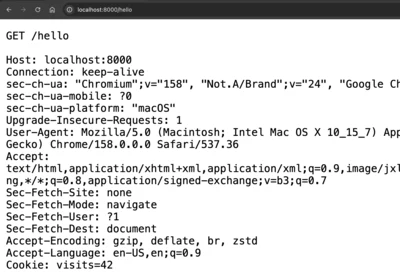 localhost:8000/hello
GET /hello
Host: localhost:8000
Connection: keep-alive
sec-ch-ua: "Chromium";v="158", "Not.A/Brand";v="24", "Google Ch
sec-ch-ua-mobile: ?0
sec-ch-ua-platform: "macOS"
Upgrade-Insecure-Requests: 1
User-Agent: Mozilla/5.0 (Macintosh; Intel Mac OS X 10_15_7) App
Gecko) Chrome/158.0.0.0 Safari/537.36
Accept:
text/html,application/xhtml+xml,application/xml;q=0.9,image/jxl
ng,*/*;q=0.8,application/signed-exchange;v=b3;q=0.7
Sec-Fetch-Site: none
Sec-Fetch-Mode: navigate
Sec-Fetch-User: ?1
Sec-Fetch-Dest: document
Accept-Encoding: gzip, deflate, br, zstd
Accept-Language: en-US,en;q=0.9
Cookie: visits=42